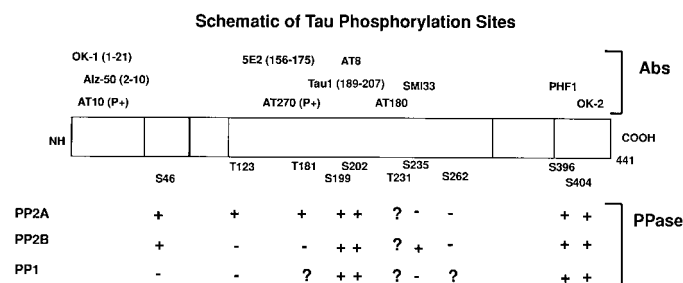 Schematic of Tau Phosphorylation Sites
OK-1 (1-21) 5E2 (156-175) AT8
Abs
Alz-50 (2-10) Tau1 (189-207) SMI33 PHF1
AT10 (P+) AT270 (P+) AT180 OK-2
NH COOH
441
T123 T181 S202 S235 S396
S46 S199 T231 S262 S404
PP2A + + + + + ? - - + +
PPase
PP2B + - - + + ? + - + +
PP1 - - ? + + ? - ? + +